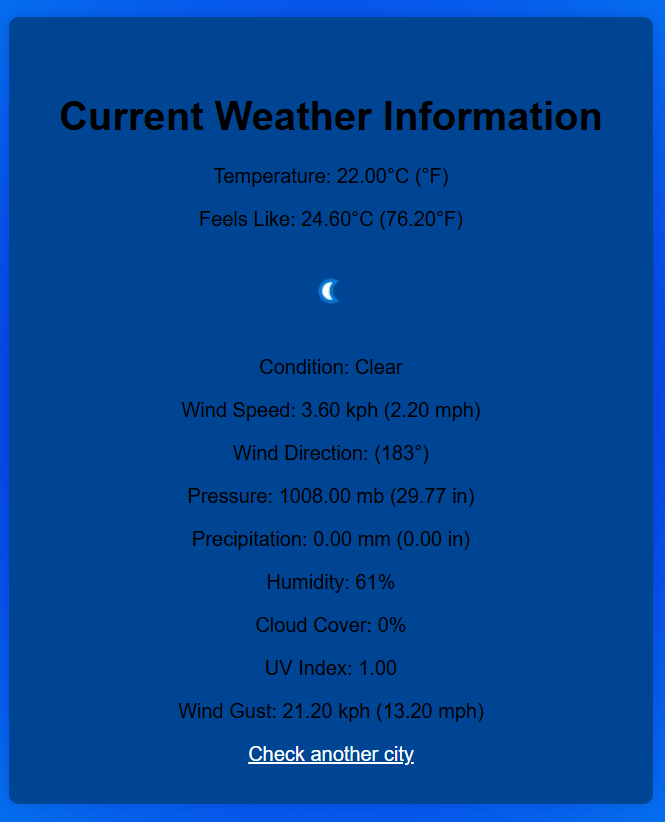 Current Weather Information
Temperature: 22.00°C (°F)
Feels Like: 24.60°C (76.20°F)
Condition: Clear
Wind Speed: 3.60 kph (2.20 mph)
Wind Direction: (183°)
Pressure: 1008.00 mb (29.77 in)
Precipitation: 0.00 mm (0.00 in)
Humidity: 61%
Cloud Cover: 0%
UV Index: 1.00
Wind Gust: 21.20 kph (13.20 mph)
Check another city